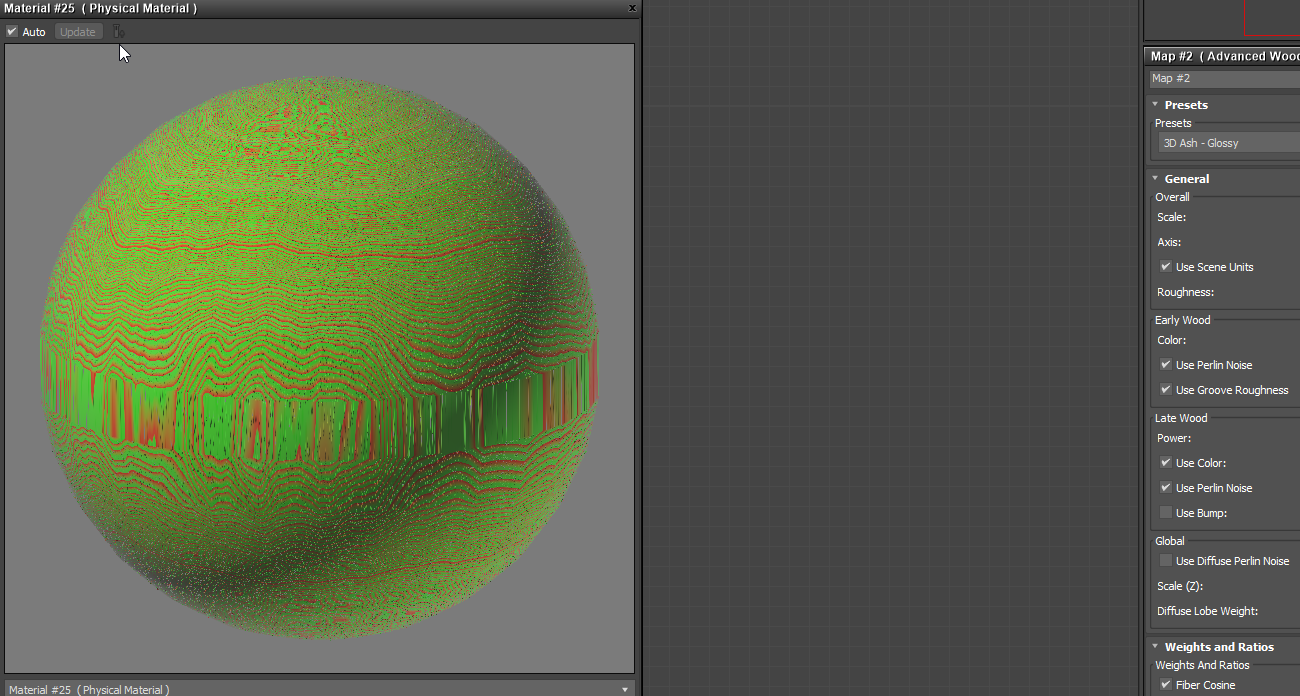 Material #25 ( Physical Material )
Auto
Update
Material #25 ( Physical Material )
Map #2 ( Advanced Wood
Map #2
Presets
Presets
3D Ash - Glossy
General
Overall
Scale:
Axis:
Use Scene Units
Roughness:
Early Wood
Color:
Use Perlin Noise
Use Groove Roughness
Late Wood
Power:
Use Color:
Use Perlin Noise
Use Bump:
Global
Use Diffuse Perlin Noise
Scale (Z):
Diffuse Lobe Weight:
Weights and Ratios
Weights And Ratios
Fiber Cosine